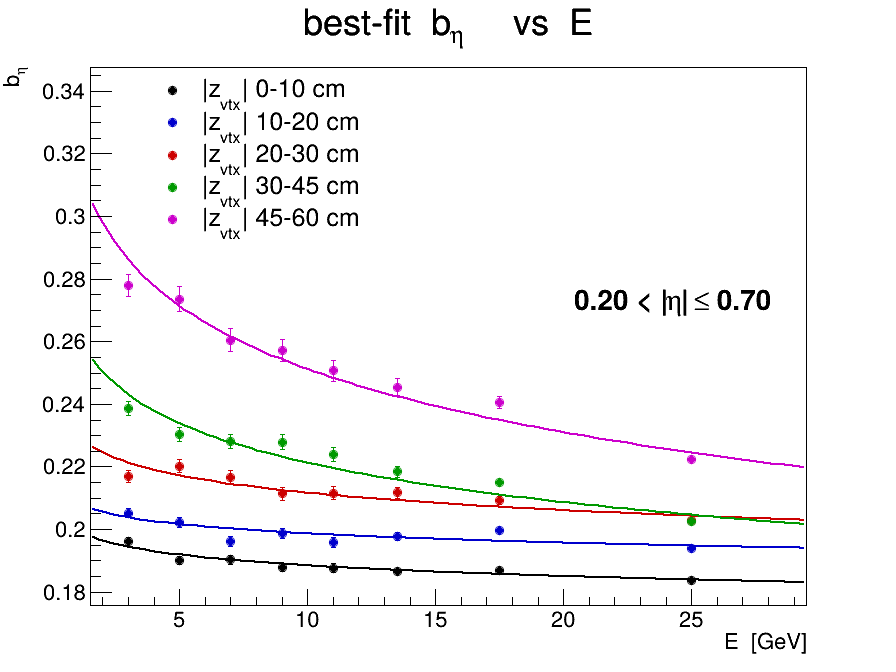 best-fit b_η vs E
b_η
0.34
0.32
0.3
0.28
0.26
0.24
0.22
0.2
0.18
|z_vtx| 0-10 cm
|z_vtx| 10-20 cm
|z_vtx| 20-30 cm
|z_vtx| 30-45 cm
|z_vtx| 45-60 cm
0.20 < |η| ≤ 0.70
5 10 15 20 25
E [GeV]